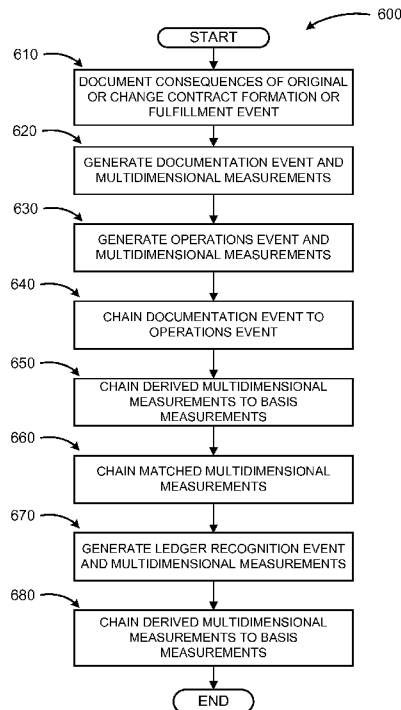 600
START
610
DOCUMENT CONSEQUENCES OF ORIGINAL
OR CHANGE CONTRACT FORMATION OR
FULFILLMENT EVENT
620
GENERATE DOCUMENTATION EVENT AND
MULTIDIMENSIONAL MEASUREMENTS
630
GENERATE OPERATIONS EVENT AND
MULTIDIMENSIONAL MEASUREMENTS
640
CHAIN DOCUMENTATION EVENT TO
OPERATIONS EVENT
650
CHAIN DERIVED MULTIDIMENSIONAL
MEASUREMENTS TO BASIS
MEASUREMENTS
660
CHAIN MATCHED MULTIDIMENSIONAL
MEASUREMENTS
670
GENERATE LEDGER RECOGNITION EVENT
AND MULTIDIMENSIONAL MEASUREMENTS
680
CHAIN DERIVED MULTIDIMENSIONAL
MEASUREMENTS TO BASIS
MEASUREMENTS
END